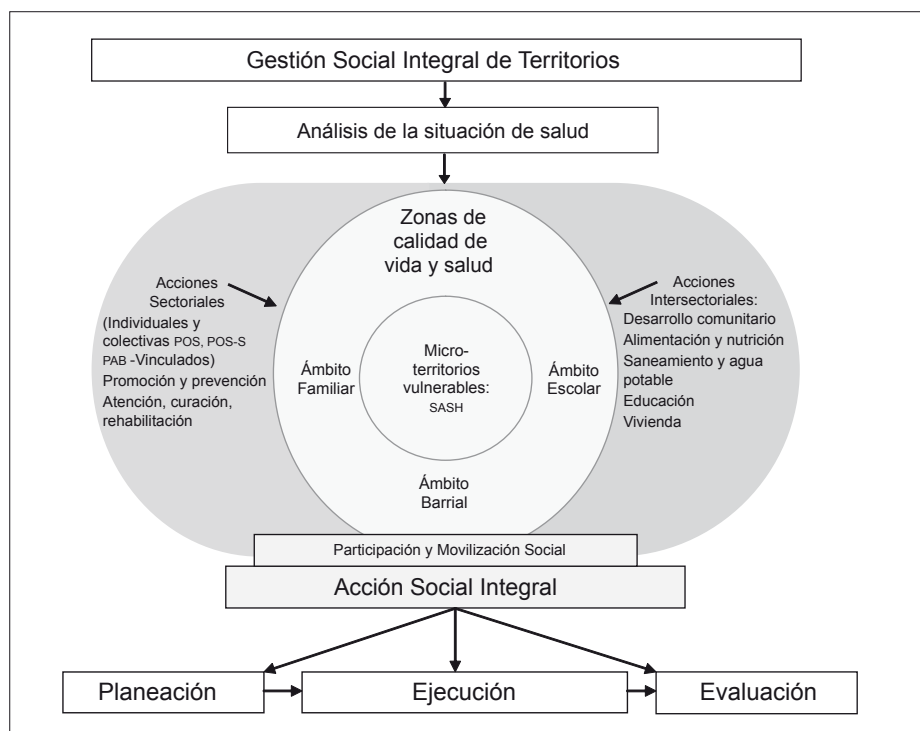 Gestión Social Integral de Territorios
Análisis de la situación de salud
Zonas de
calidad de
vida y salud
Acciones
Sectoriales
(Individuales y
colectivas POS, POS-S
PAB -Vinculados)
Promoción y prevención
Atención, curación,
rehabilitación
Ámbito
Familiar
Micro-
territorios
vulnerables:
SASH
Ámbito
Escolar
Ámbito
Barrial
Acciones
Intersectoriales:
Desarrollo comunitario
Alimentación y nutrición
Saneamiento y agua
potable
Educación
Vivienda
Participación y Movilización Social
Acción Social Integral
Planeación
Ejecución
Evaluación